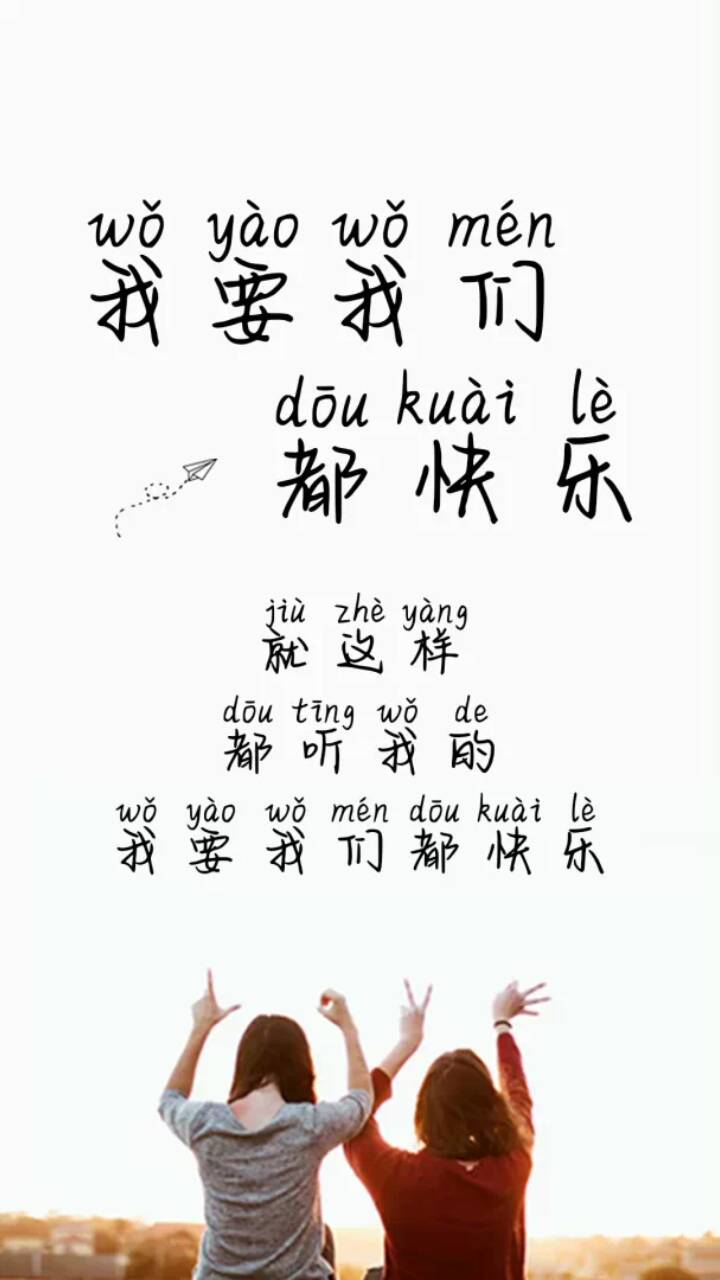 wǒ yào wǒ mén
我要我们
dōu kuài lè
都快乐
jiù zhè yàng
就这样
dōu tīng wǒ de
都听我的
wǒ yào wǒ mén dōu kuài lè
我要我们都快乐